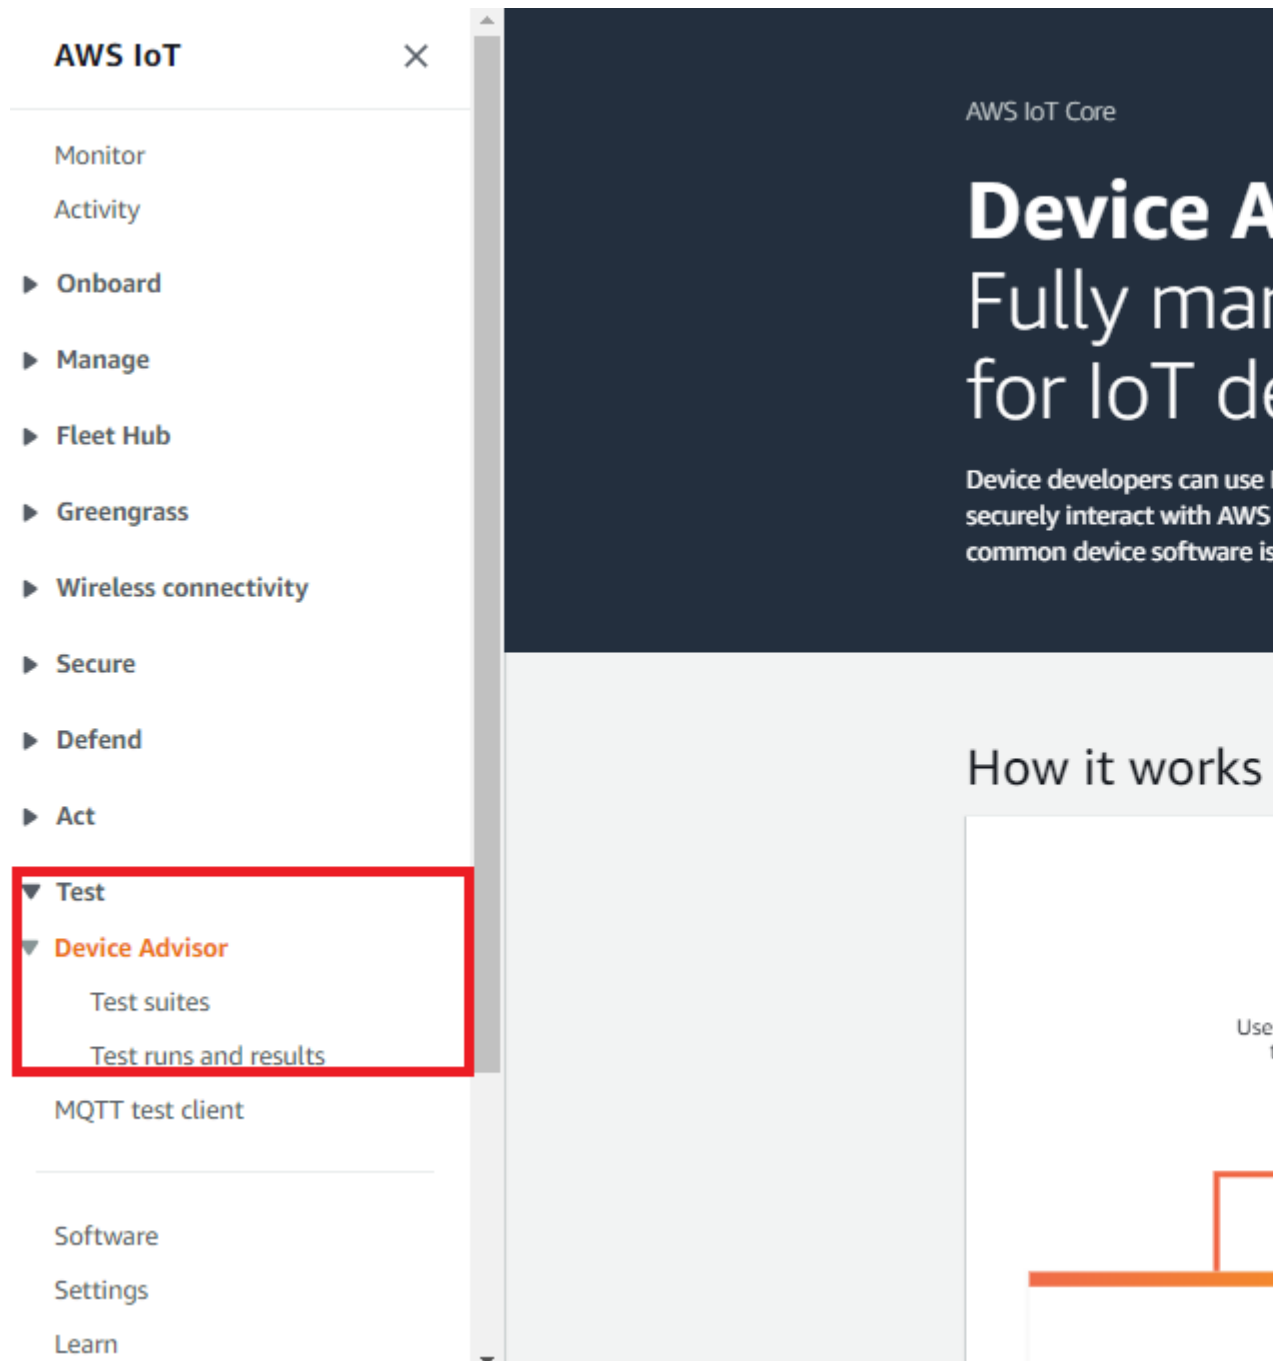 AWS IoT
Monitor
Activity
Onboard
Manage
Fleet Hub
Greengrass
Wireless connectivity
Secure
Defend
Act
Test
Device Advisor
Test suites
Test runs and results
MQTT test client
Software
Settings
Learn
AWS IoT Core
Device A
Fully mar
for IoT de
Device developers can use
securely interact with AWS
common device software is
How it works
Use